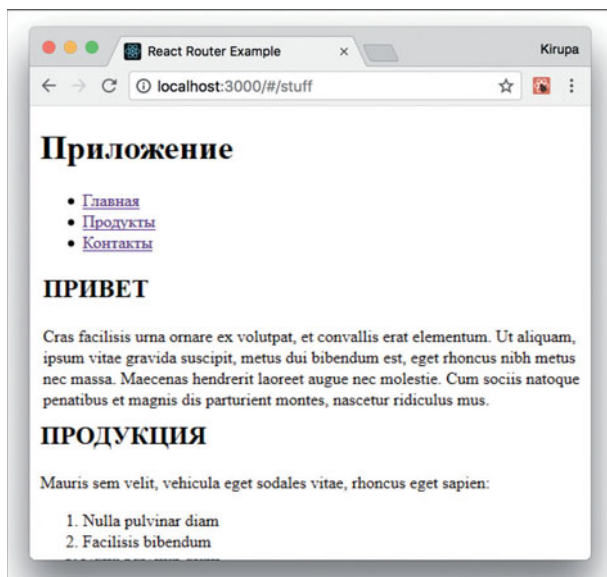 React Router Example
Kirupa
localhost:3000/#/stuff
Приложение
Главная
Продукты
Контакты
ПРИВЕТ
Cras facilisis urna ornare ex volutpat, et convallis erat elementum. Ut aliquam,
ipsum vitae gravida suscipit, metus dui bibendum est, eget rhoncus nibh metus
nec massa. Maecenas hendrerit laoreet augue nec molestie. Cum sociis natoque
penatibus et magnis dis parturient montes, nascetur ridiculus mus.
ПРОДУКЦИЯ
Mauris sem velit, vehicula eget sodales vitae, rhoncus eget sapien:
1. Nulla pulvinar diam
2. Facilisis bibendum